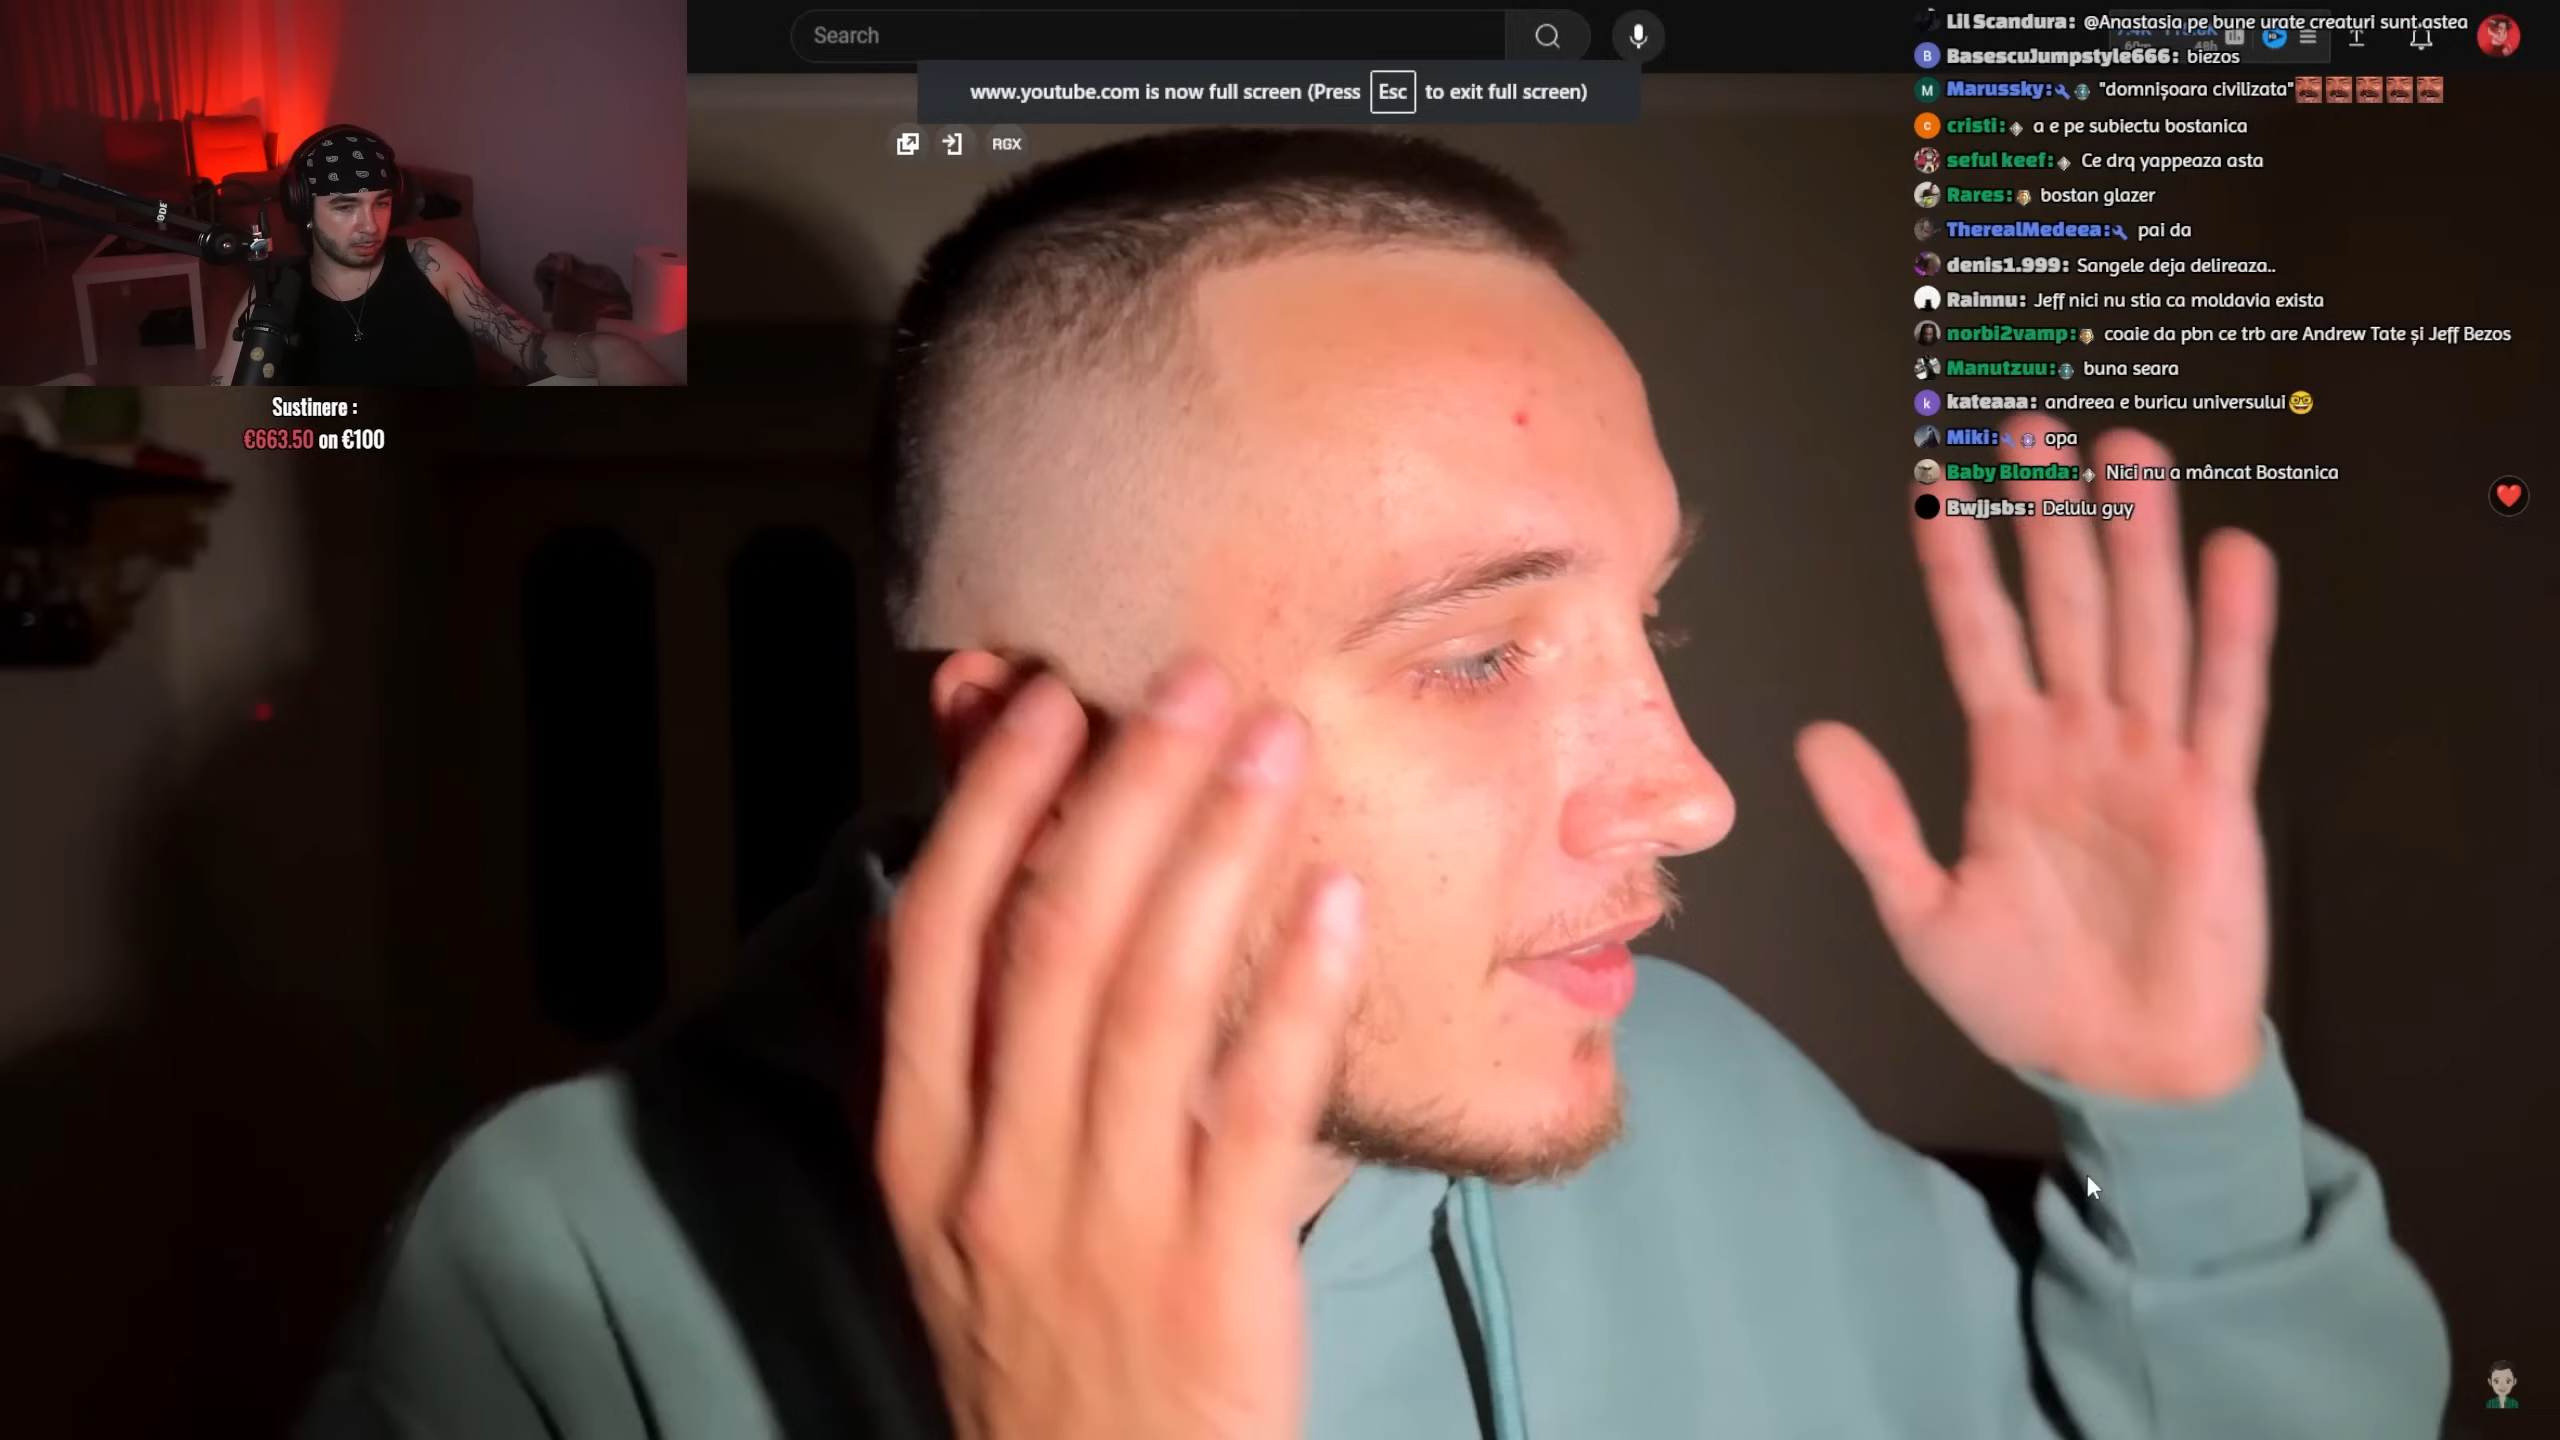 Search
www.youtube.com is now full screen (Press Esc to exit full screen)
RGX
Sustinere :
€663.50 on €100
Lil Scandura: @Anastasia pe bune urate creaturi sunt astea
B BasescuJumpstyle666: biezos
M Marussky: "domnișoara civilizata"
c cristi: a e pe subiectu bostanica
seful keef: Ce drq yappeaza asta
Rares: bostan glazer
TherealMedeea: pai da
denis1.999: Sangele deja delireaza..
Rainnu: Jeff nici nu stia ca moldavia exista
norbi2vamp: coaie da pbn ce trb are Andrew Tate și Jeff Bezos
Manutzuu: buna seara
k kateaaa: andreea e buricu universului🤓
Miki: opa
Baby Blonda: Nici nu a mâncat Bostanica
Bwjjsbs: Delulu guy